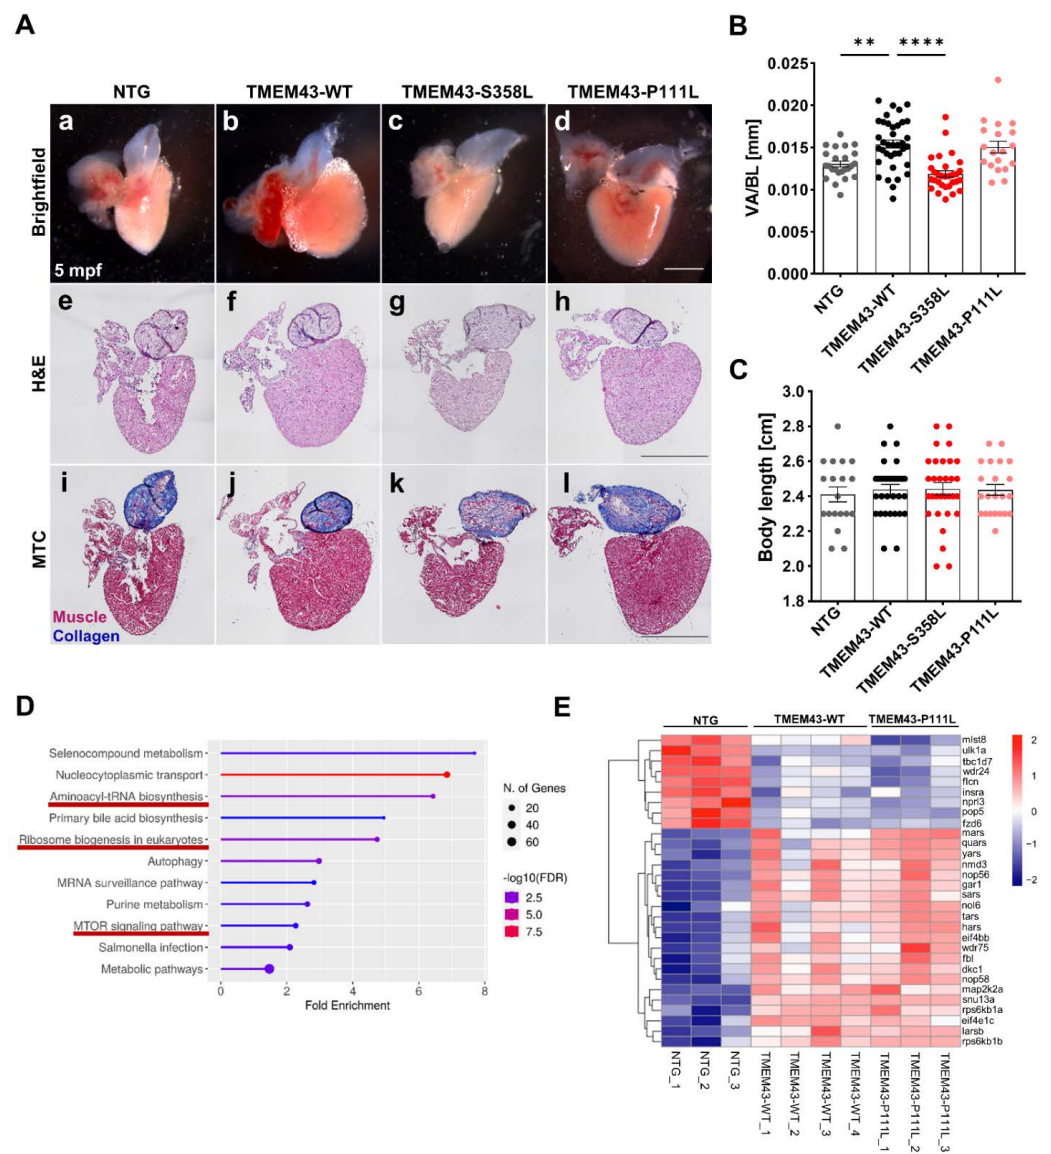 A
NTG
TMEM43-WT
TMEM43-S358L
TMEM43-P111L
Brightfield
a
b
c
d
5 mpf
H&E
e
f
g
h
MTC
i
j
k
l
Muscle
Collagen
B
** ****
VA/BL [mm]
0.025
0.020
0.015
0.010
0.005
0.000
NTG
TMEM43-WT
TMEM43-S358L
TMEM43-P111L
C
Body length [cm]
3.0
2.8
2.6
2.4
2.2
2.0
1.8
NTG
TMEM43-WT
TMEM43-S358L
TMEM43-P111L
D
Selenocompound metabolism
Nucleocytoplasmic transport
Aminoacyl-tRNA biosynthesis
Primary bile acid biosynthesis
Ribosome biogenesis in eukaryotes
Autophagy
MRNA surveillance pathway
Purine metabolism
MTOR signaling pathway
Salmonella infection
Metabolic pathways
0 2 4 6 8
Fold Enrichment
N. of Genes
20
40
60
-log10(FDR)
2.5
5.0
7.5
E
NTG TMEM43-WT TMEM43-P111L
mlst8
ulk1a
tbc1d7
wdr24
flcn
insra
nprl3
pop5
fzd6
mars
quars
yars
nmd3
nop56
gar1
sars
nol6
tars
hars
eif4bb
wdr75
fbl
dkc1
nop58
map2k2a
snu13a
rps6kb1a
eif4e1c
larsb
rps6kb1b
2
1
0
−1
−2
NTG_1
NTG_2
NTG_3
TMEM43-WT_1
TMEM43-WT_2
TMEM43-WT_3
TMEM43-WT_4
TMEM43-P111L_1
TMEM43-P111L_2
TMEM43-P111L_3